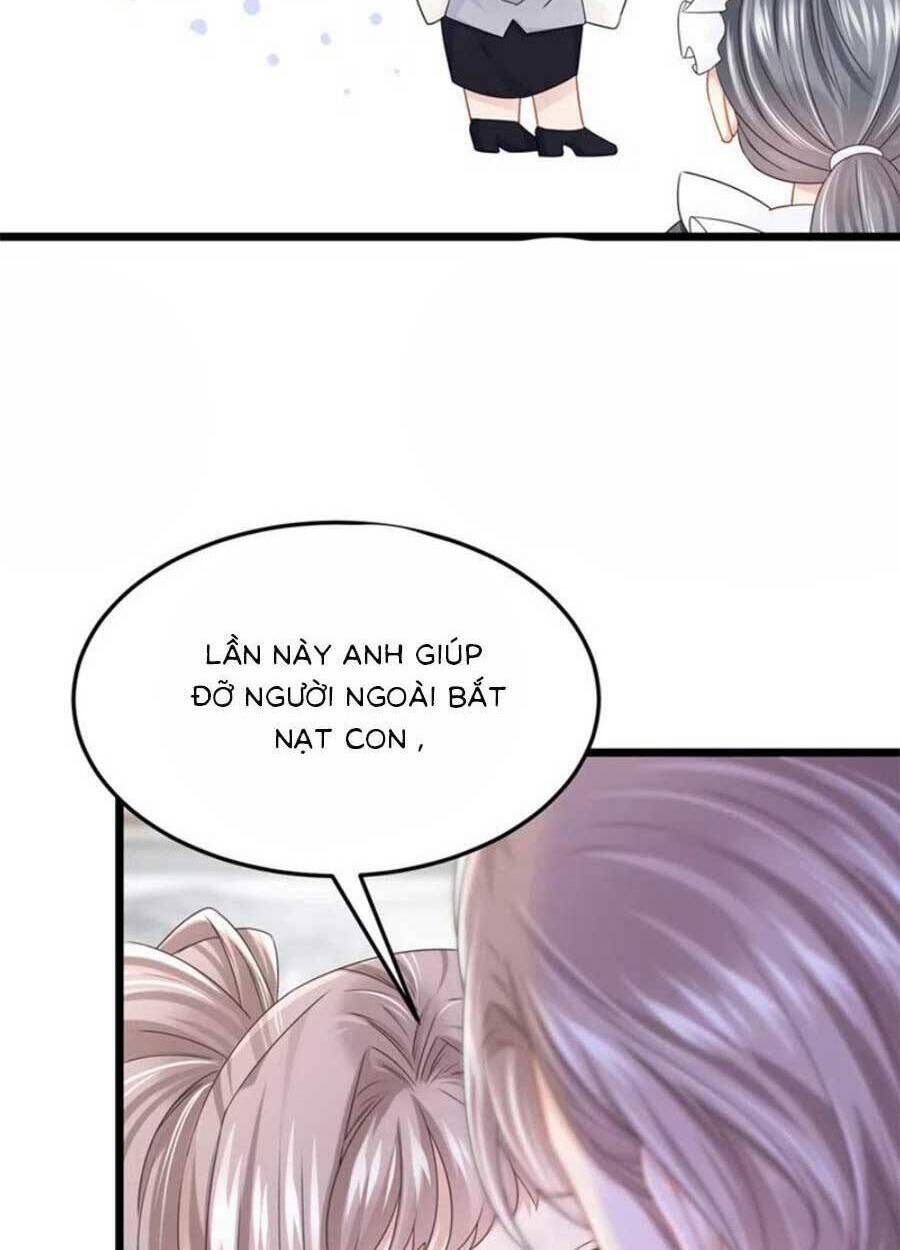 LẦN NÀY ANH GIÚP
ĐỠ NGƯỜI NGOÀI BẮT
NẠT CON ,